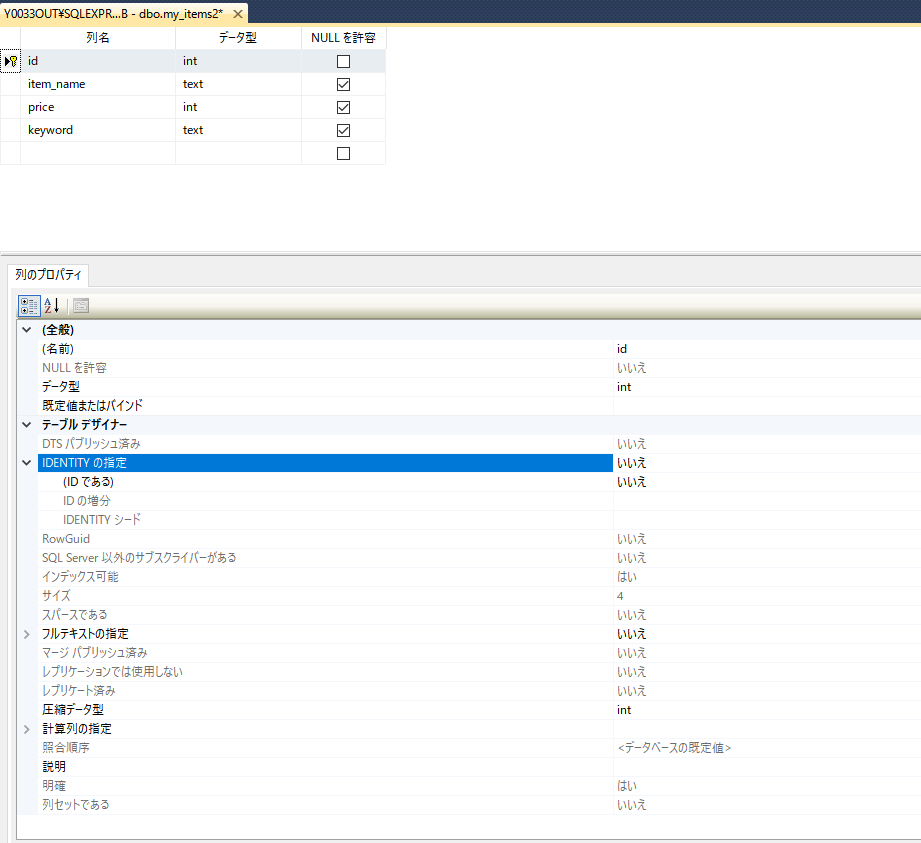 Y0033OUT¥SQLEXPR...B - dbo.my_items2*
列名 データ型 NULL を許容
id int
item_name text
price int
keyword text
列のプロパティ
(全般)
(名前) id
NULL を許容 いいえ
データ型 int
既定値またはバインド
テーブル デザイナー
DTS パブリッシュ済み いいえ
IDENTITY の指定 いいえ
(ID である) いいえ
ID の増分
IDENTITY シード
RowGuid いいえ
SQL Server 以外のサブスクライバーがある いいえ
インデックス可能 はい
サイズ 4
スパースである いいえ
フルテキストの指定 いいえ
マージ パブリッシュ済み いいえ
レプリケーションでは使用しない いいえ
レプリケート済み いいえ
圧縮データ型 int
計算列の指定
照合順序 <データベースの既定値>
説明
明確 はい
列セットである いいえ